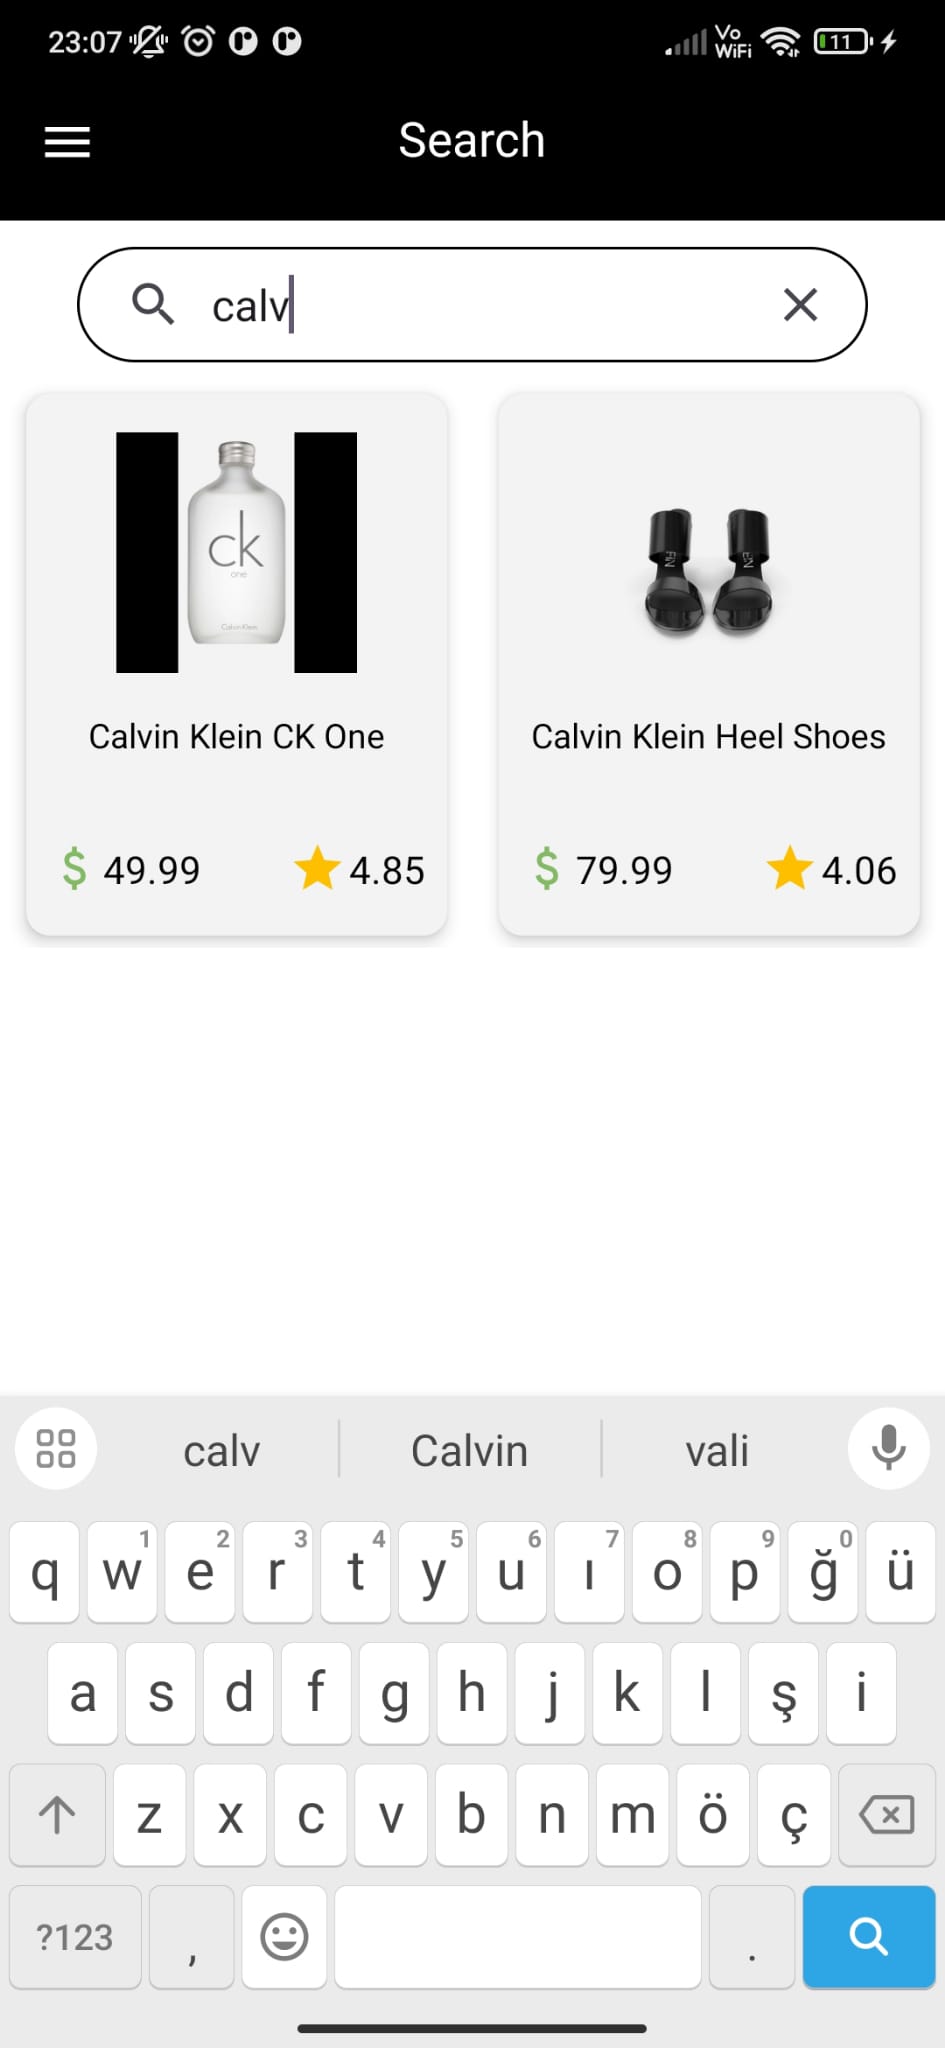 23:07
Vo
WiFi
11
Search
calv
ck
one
Calvin Klein
Calvin Klein CK One
Calvin Klein Heel Shoes
$ 49.99
4.85
$ 79.99
4.06
calv
Calvin
vali
q w 1 e 2 r 3 t 4 y 5 u 6 ı 7 o 8 p 9 ğ 0 ü
a s d f g h j k l ş i
z x c v b n m ö ç
?123 , .